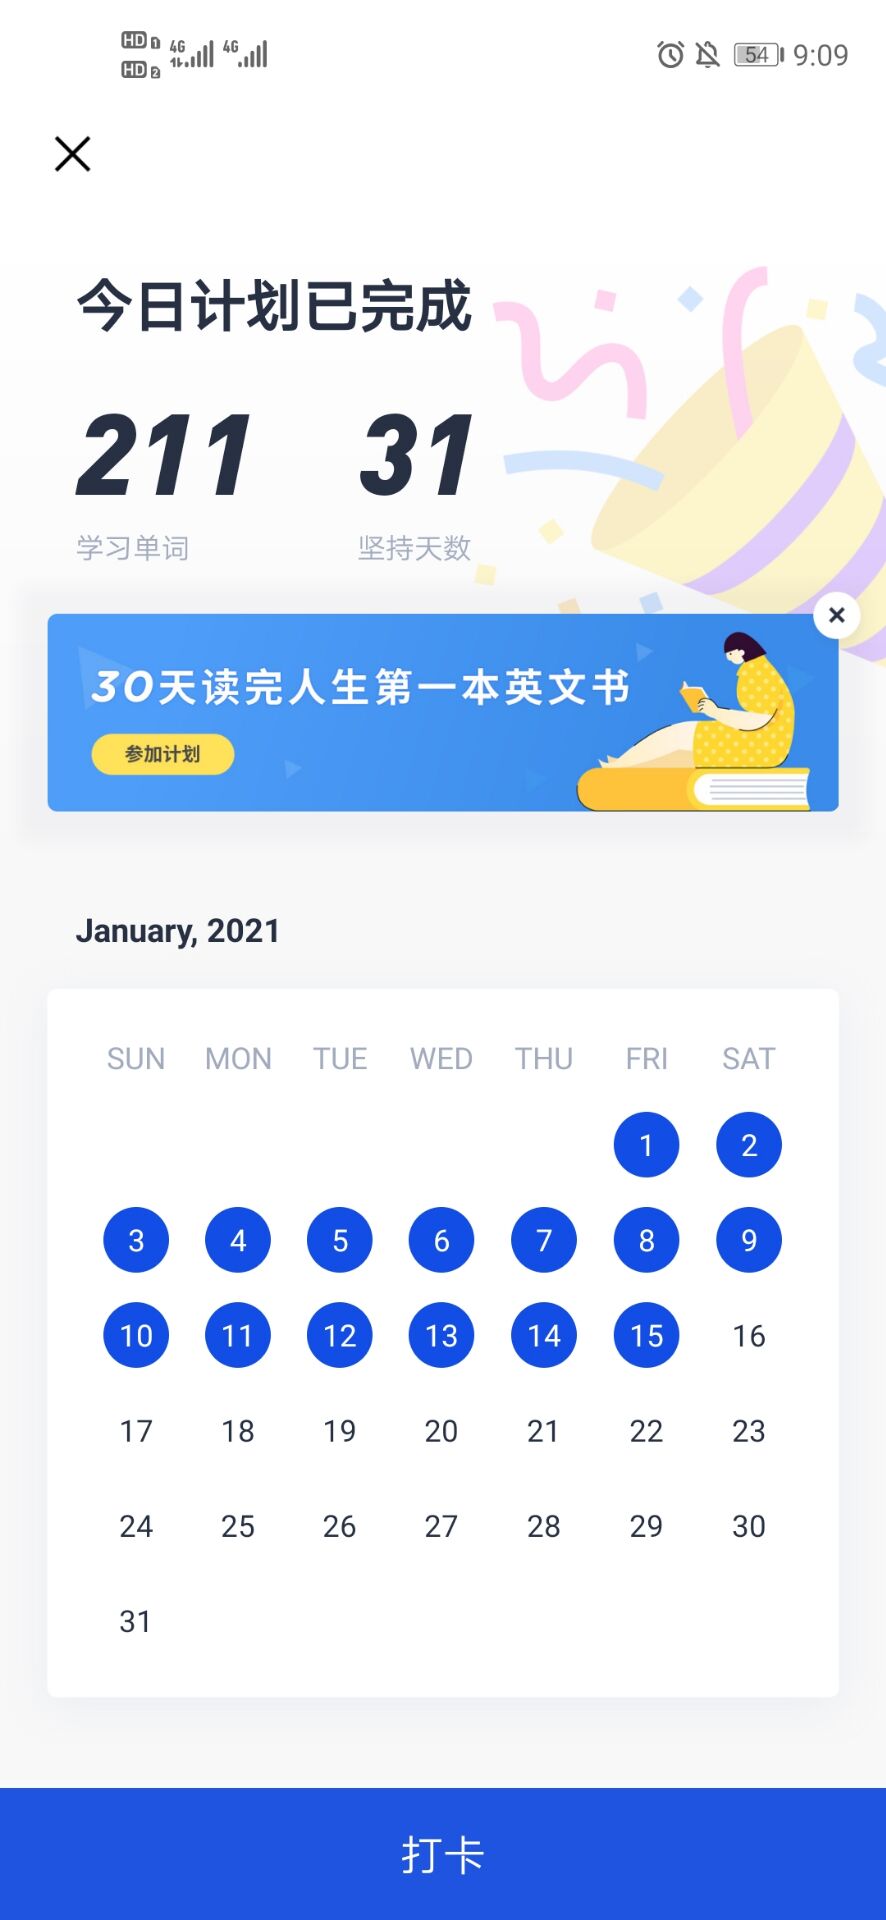 HD 1 4G 4G 54 9:09
HD 2
今日计划已完成
211 31
学习单词 坚持天数
30天读完人生第一本英文书
参加计划
January, 2021
SUN MON TUE WED THU FRI SAT
1 2
3 4 5 6 7 8 9
10 11 12 13 14 15 16
17 18 19 20 21 22 23
24 25 26 27 28 29 30
31
打卡